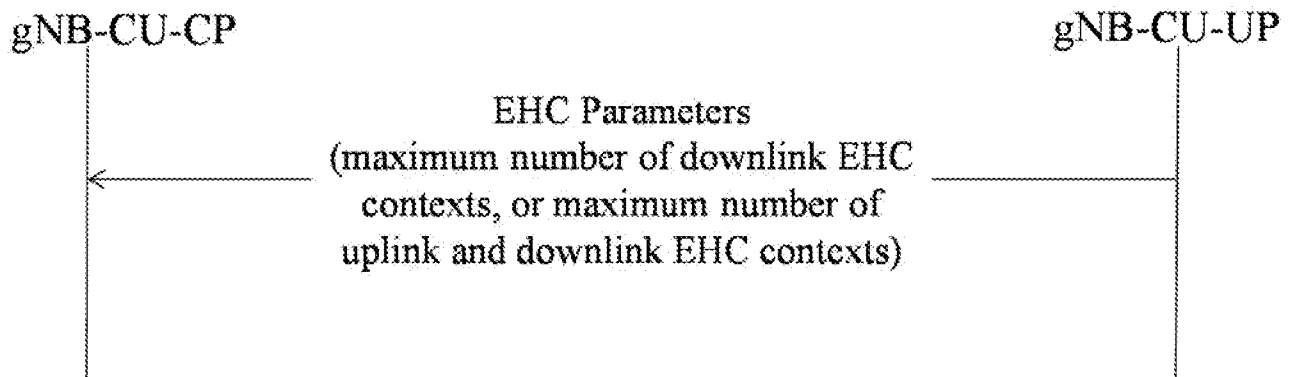 gNB-CU-CP
gNB-CU-UP
EHC Parameters
(maximum number of downlink EHC
contexts, or maximum number of
uplink and downlink EHC contexts)